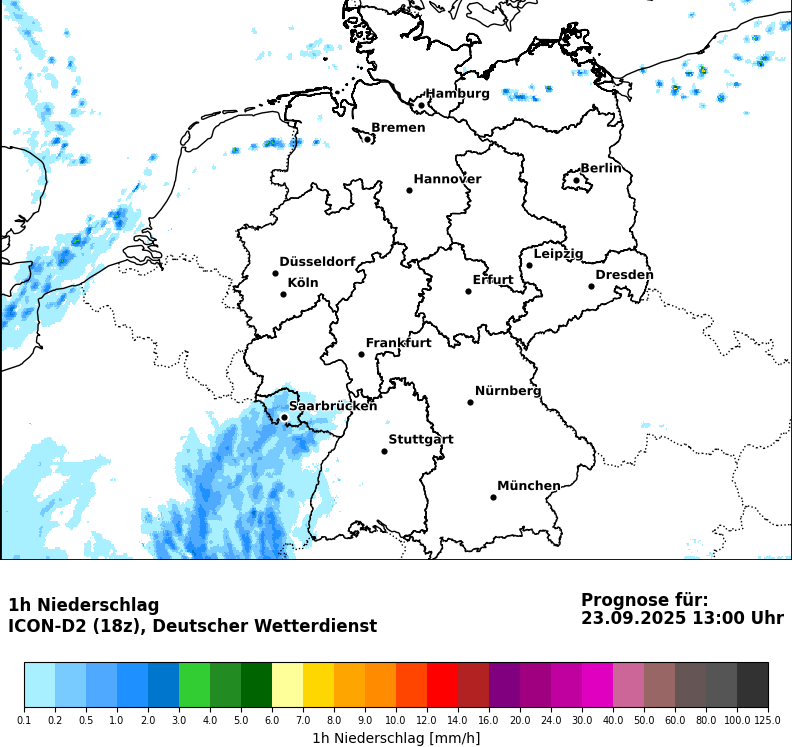 Hamburg
Bremen
Berlin
Hannover
Leipzig
Düsseldorf
Dresden
Köln
Erfurt
Frankfurt
Nürnberg
Saarbrücken
Stuttgart
München
1h Niederschlag
ICON-D2 (18z), Deutscher Wetterdienst
Prognose für:
23.09.2025 13:00 Uhr
0.1 0.2 0.5 1.0 2.0 3.0 4.0 5.0 6.0 7.0 8.0 9.0 10.0 12.0 14.0 16.0 20.0 24.0 30.0 40.0 50.0 60.0 80.0 100.0 125.0
1h Niederschlag [mm/h]